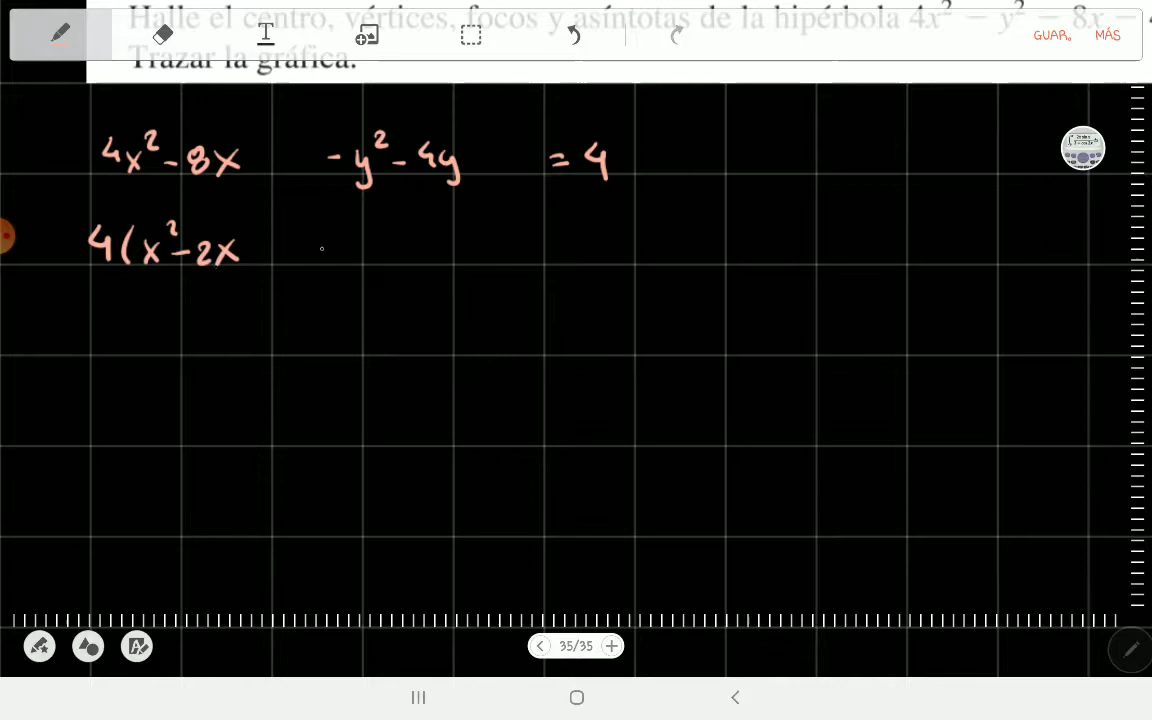 Halle el centro, vértices, focos y asíntotas de la hipérbola 4x² − y² − 8x −
Trazar la gráfica.
T
GUAR.
MÁS
4x² - 8x - y² - 4y = 4
4(x² - 2x
35/35